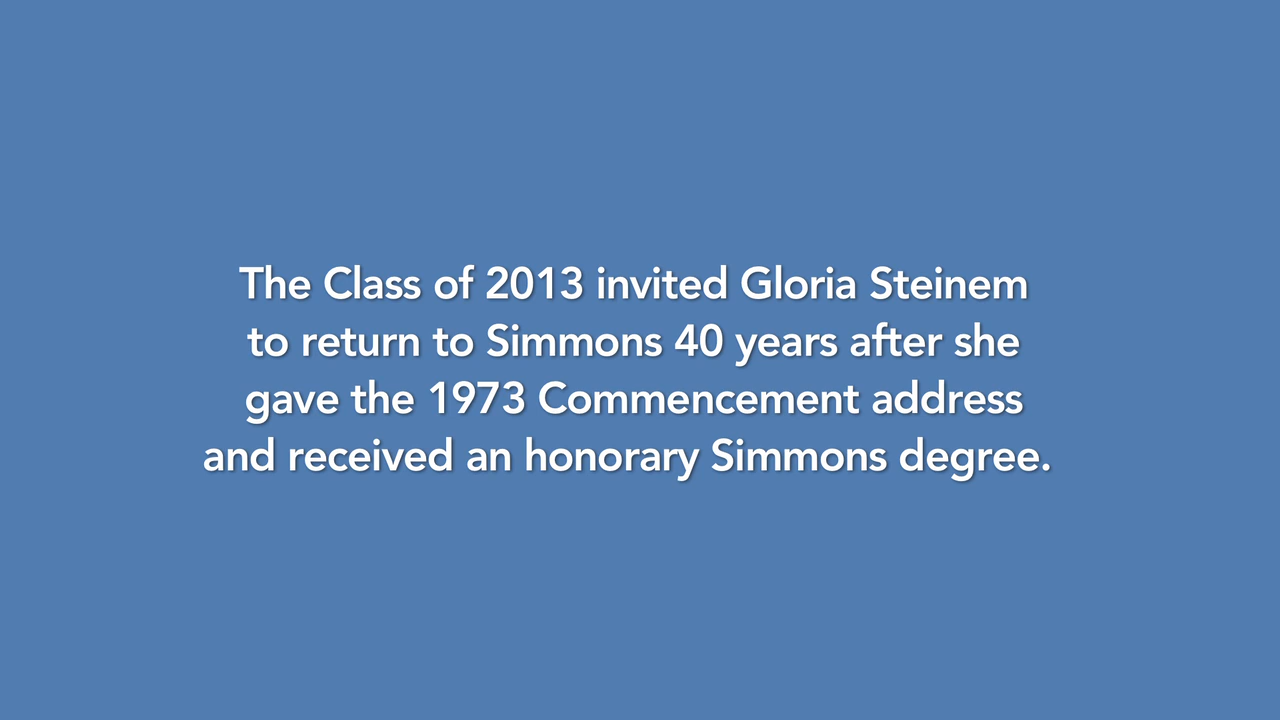 The Class of 2013 invited Gloria Steinem
to return to Simmons 40 years after she
gave the 1973 Commencement address
and received an honorary Simmons degree.